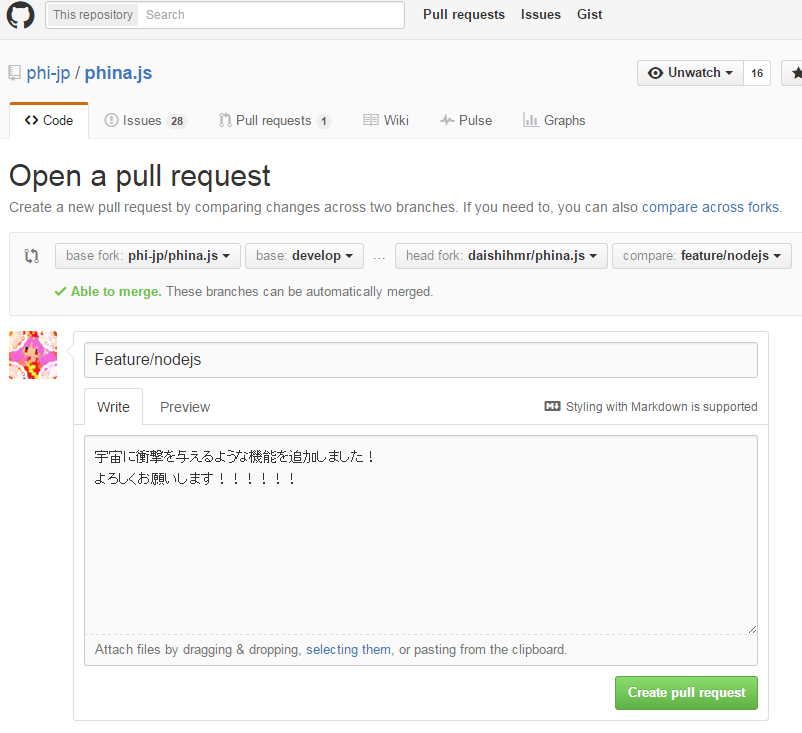 This repository Search Pull requests Issues Gist
phi-jp / phina.js Unwatch 16
Code Issues 28 Pull requests 1 Wiki Pulse Graphs
Open a pull request
Create a new pull request by comparing changes across two branches. If you need to, you can also compare across forks.
base fork: phi-jp/phina.js base: develop ... head fork: daishihmr/phina.js compare: feature/nodejs
Able to merge. These branches can be automatically merged.
Feature/nodejs
Write Preview Styling with Markdown is supported
宇宙に衝撃を与えるような機能を追加しました！
よろしくお願いします！！！！！！
Attach files by dragging & dropping, selecting them, or pasting from the clipboard.
Create pull request